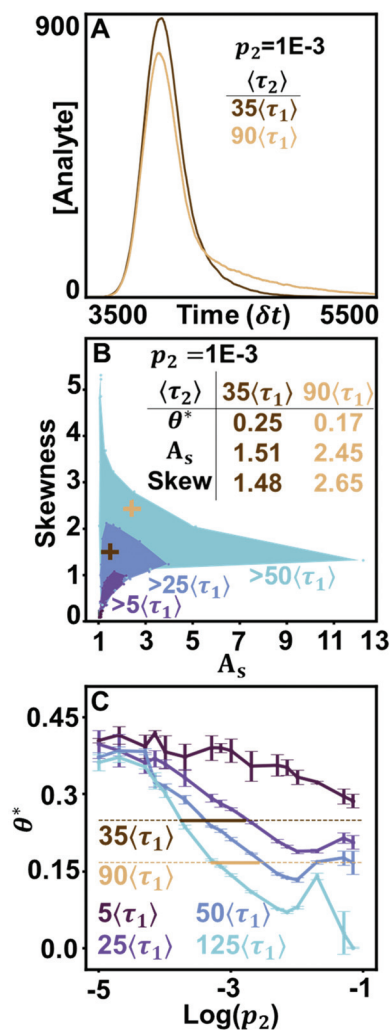 A
900
p₂=1E-3
⟨τ₂⟩
35⟨τ₁⟩
90⟨τ₁⟩
[Analyte]
0
3500 Time (δt) 5500
B
p₂ =1E-3
⟨τ₂⟩ 35⟨τ₁⟩ 90⟨τ₁⟩
θ* 0.25 0.17
Aₛ 1.51 2.45
Skew 1.48 2.65
Skewness
5
4
3
2
1
0
>50⟨τ₁⟩
>25⟨τ₁⟩
>5⟨τ₁⟩
1 3 5 7 9 11 13
Aₛ
C
0.45
0.3
0.15
0.0
θ*
35⟨τ₁⟩
90⟨τ₁⟩
5⟨τ₁⟩ 50⟨τ₁⟩
25⟨τ₁⟩ 125⟨τ₁⟩
-5 -3 -1
Log(p₂)